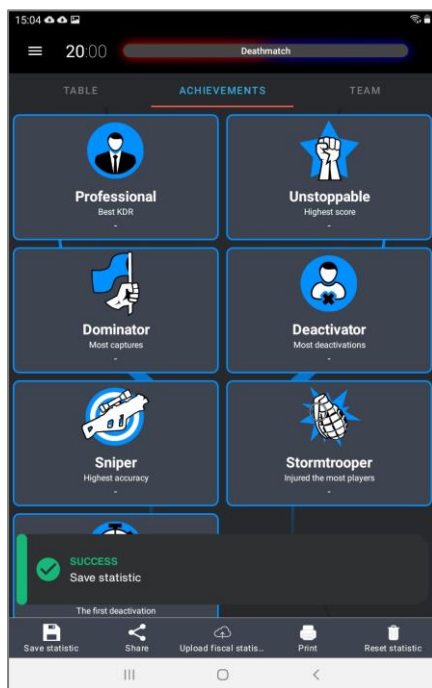 15:04
20:00
Deathmatch
TABLE
ACHIEVEMENTS
TEAM
Professional
Best KDR
-
Unstoppable
Highest score
-
Dominator
Most captures
-
Deactivator
Most deactivations
-
Sniper
Highest accuracy
-
Stormtrooper
Injured the most players
-
SUCCESS
Save statistic
The first deactivation
Save statistic
Share
Upload fiscal statis...
Print
Reset statistic